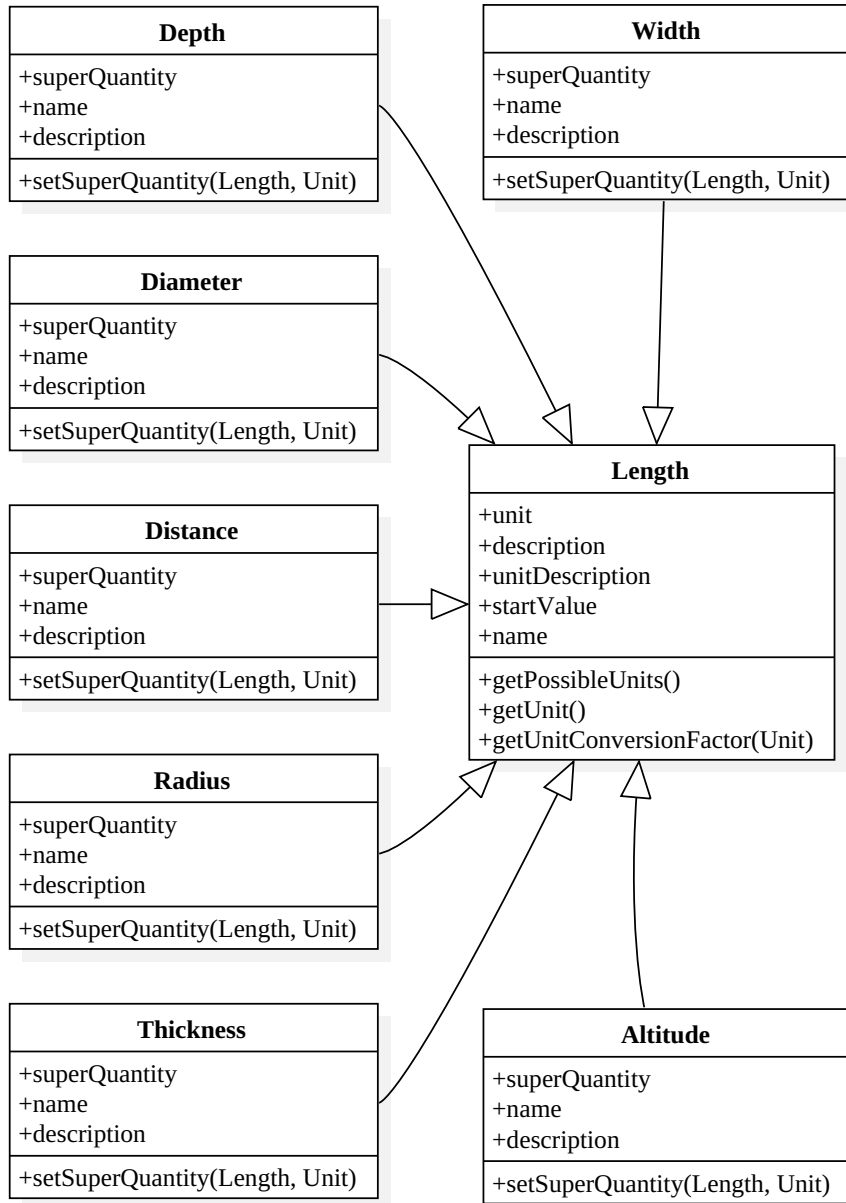 Depth
+superQuantity
+name
+description
+setSuperQuantity(Length, Unit)
Width
+superQuantity
+name
+description
+setSuperQuantity(Length, Unit)
Diameter
+superQuantity
+name
+description
+setSuperQuantity(Length, Unit)
Length
+unit
+description
+unitDescription
+startValue
+name
+getPossibleUnits()
+getUnit()
+getUnitConversionFactor(Unit)
Distance
+superQuantity
+name
+description
+setSuperQuantity(Length, Unit)
Radius
+superQuantity
+name
+description
+setSuperQuantity(Length, Unit)
Thickness
+superQuantity
+name
+description
+setSuperQuantity(Length, Unit)
Altitude
+superQuantity
+name
+description
+setSuperQuantity(Length, Unit)